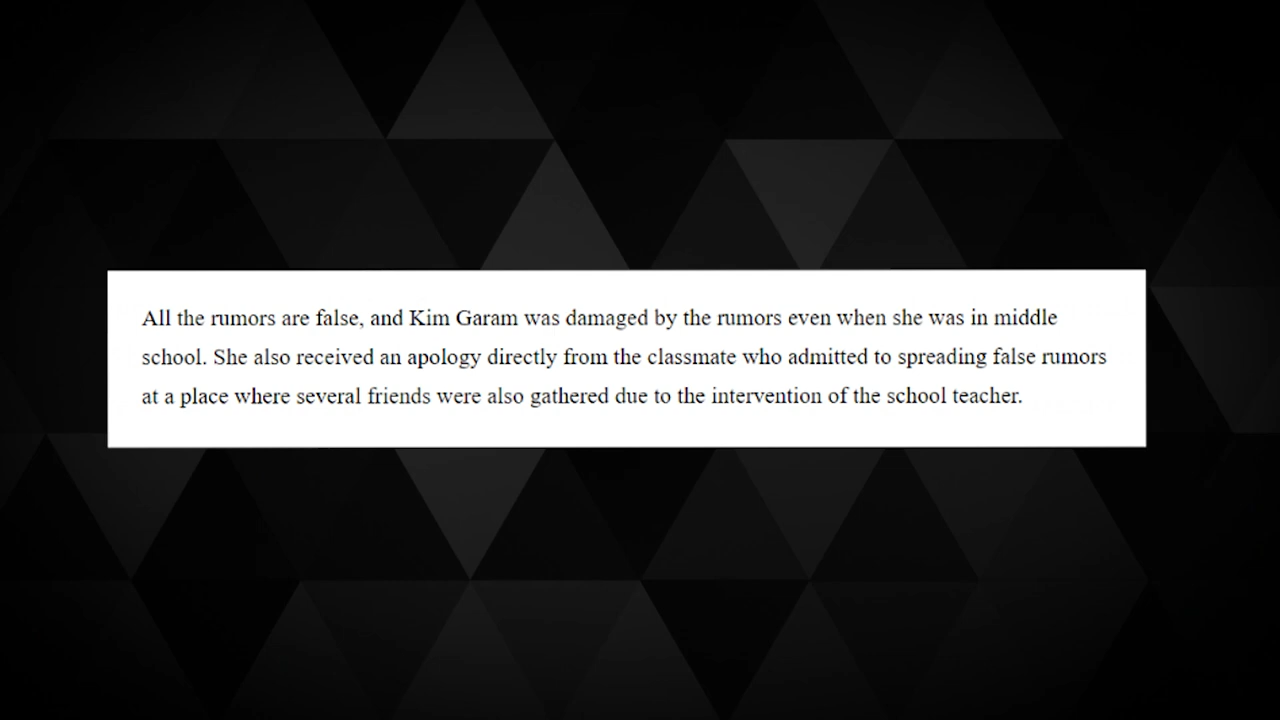 All the rumors are false, and Kim Garam was damaged by the rumors even when she was in middle
school. She also received an apology directly from the classmate who admitted to spreading false rumors
at a place where several friends were also gathered due to the intervention of the school teacher.